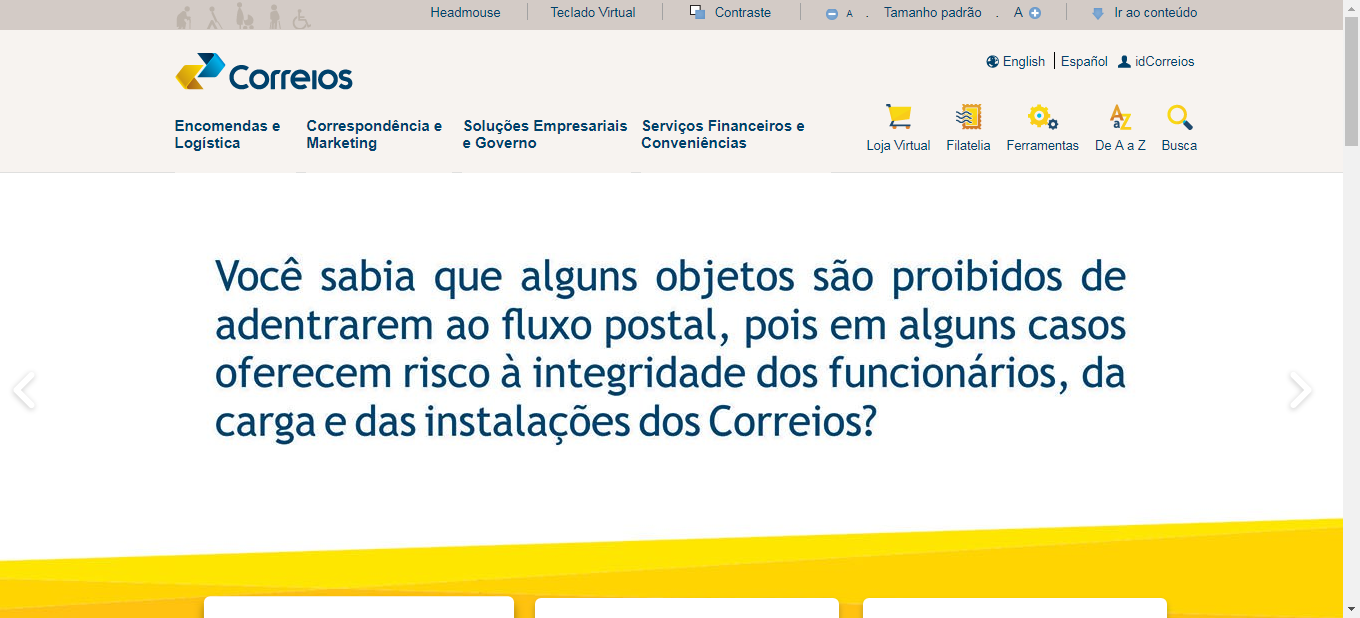 Headmouse
Teclado Virtual
Contraste
A . Tamanho padrão . A
Ir ao conteúdo
English
Español
idCorreios
Correios
Encomendas e
Logística
Correspondência e
Marketing
Soluções Empresariais
e Governo
Serviços Financeiros e
Conveniências
Loja Virtual
Filatelia
Ferramentas
De A a Z
Busca
Você sabia que alguns objetos são proibidos de
adentrarem ao fluxo postal, pois em alguns casos
oferecem risco à integridade dos funcionários, da
carga e das instalações dos Correios?